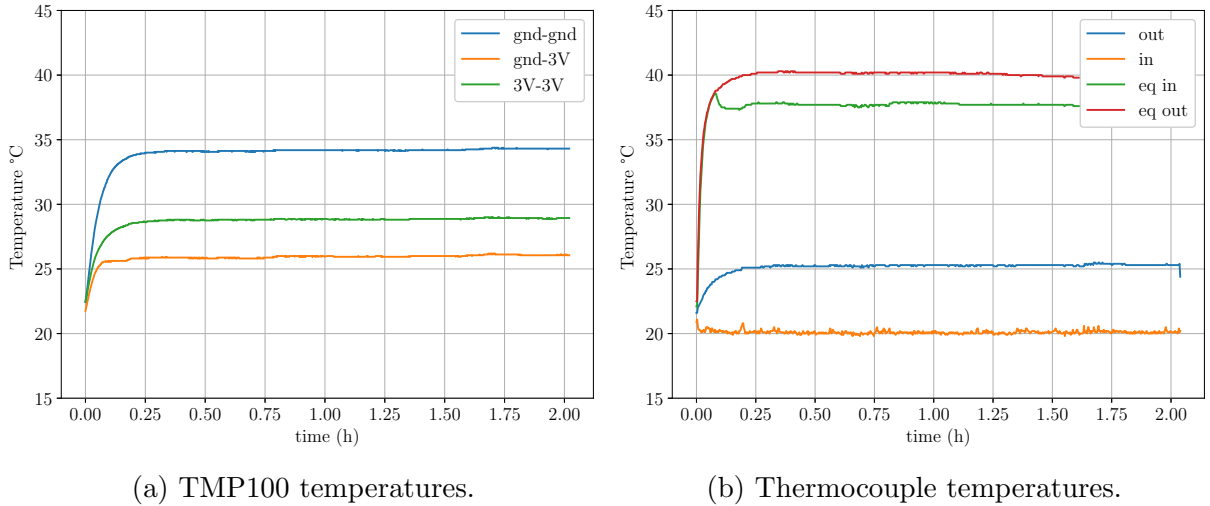 45
40
35
30
25
20
15
Temperature °C
0.00 0.25 0.50 0.75 1.00 1.25 1.50 1.75 2.00
time (h)
gnd-gnd
gnd-3V
3V-3V
(a) TMP100 temperatures.
45
40
35
30
25
20
15
Temperature °C
0.00 0.25 0.50 0.75 1.00 1.25 1.50 1.75 2.00
time (h)
out
in
eq in
eq out
(b) Thermocouple temperatures.